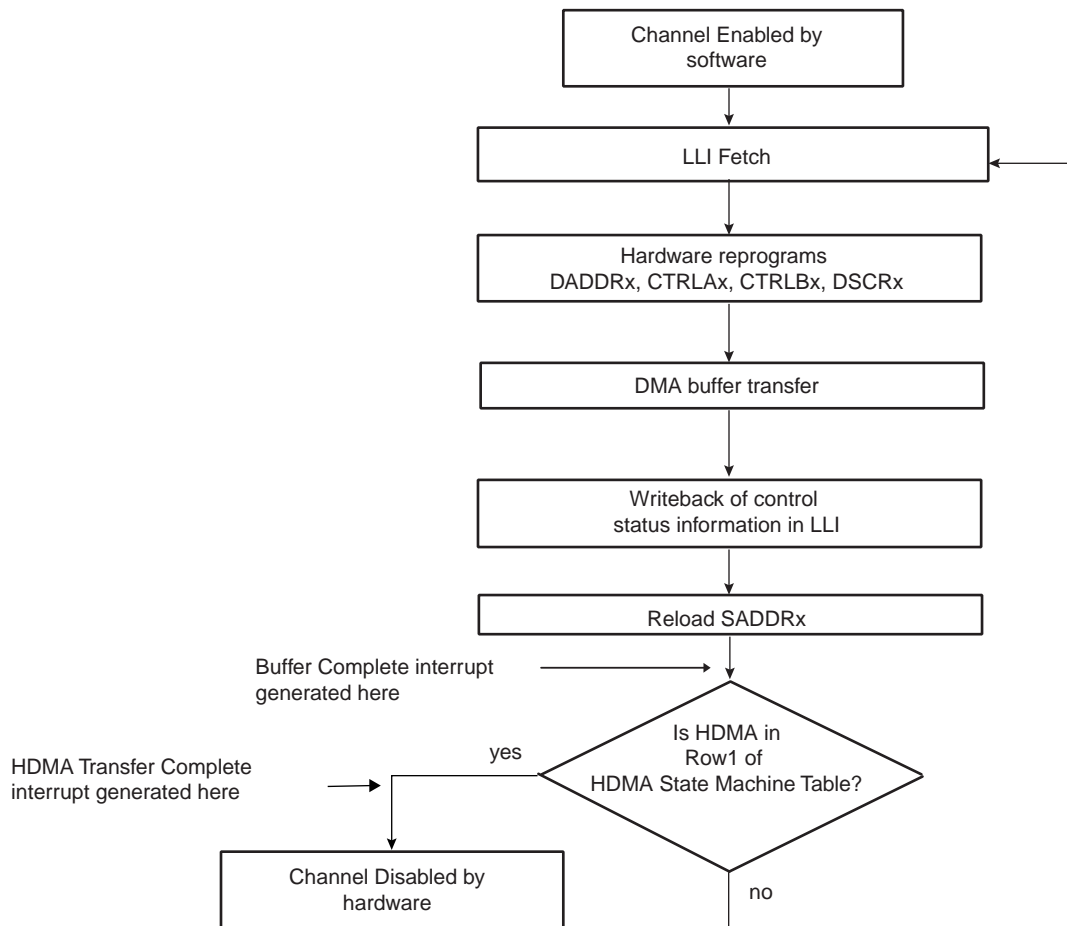 Channel Enabled by
software
LLI Fetch
Hardware reprograms
DADDRx, CTRLAx, CTRLBx, DSCRx
DMA buffer transfer
Writeback of control
status information in LLI
Reload SADDRx
Buffer Complete interrupt
generated here
Is HDMA in
Row1 of
HDMA State Machine Table?
yes
HDMA Transfer Complete
interrupt generated here
Channel Disabled by
hardware
no